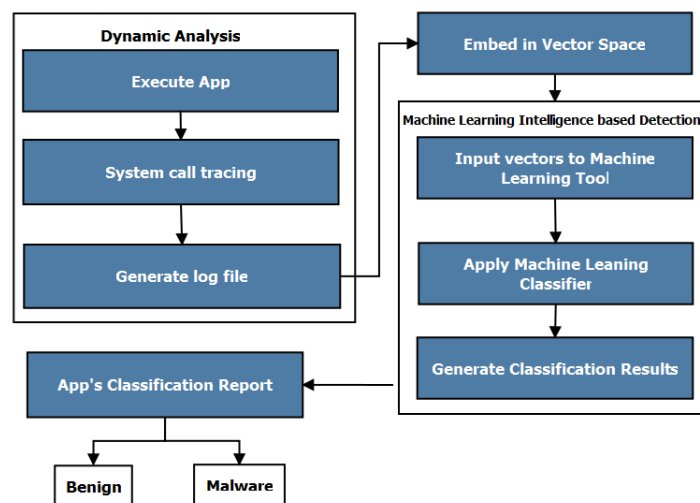 Dynamic Analysis
Execute App
System call tracing
Generate log file
Embed in Vector Space
Machine Learning Intelligence based Detection
Input vectors to Machine
Learning Tool
Apply Machine Leaning
Classifier
Generate Classification Results
App's Classification Report
Benign
Malware